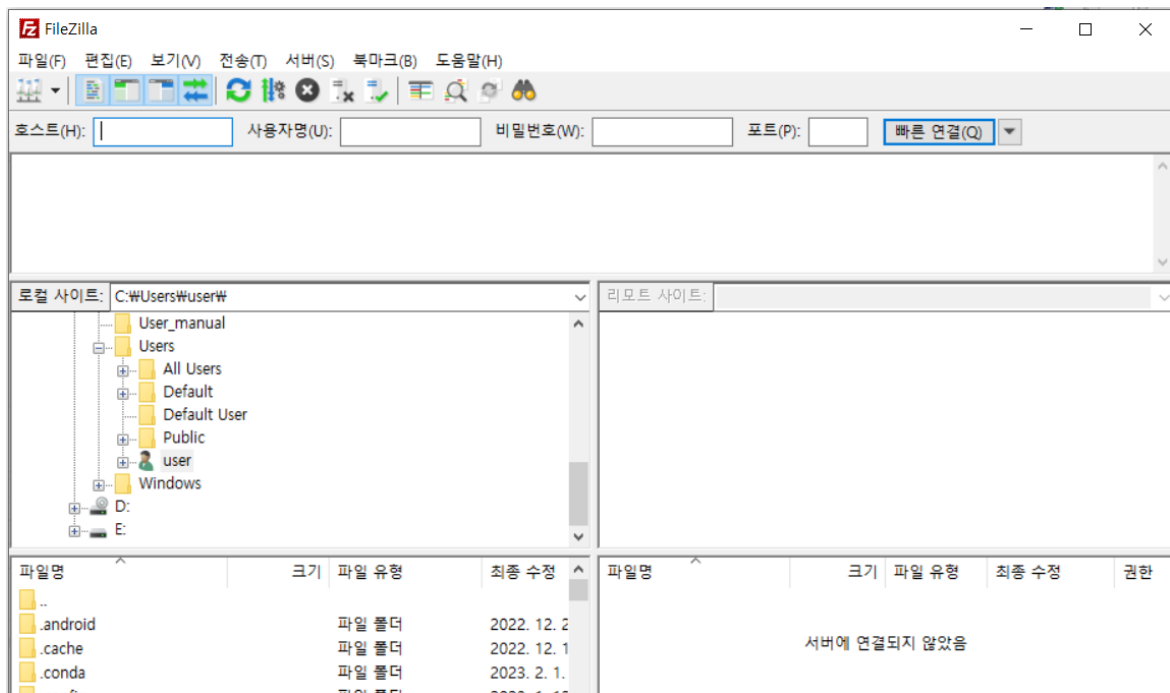 FileZilla
파일(F) 편집(E) 보기(V) 전송(T) 서버(S) 북마크(B) 도움말(H)
호스트(H): 사용자명(U): 비밀번호(W): 포트(P): 빠른 연결(Q)
로컬 사이트: C:₩Users₩user₩
리모트 사이트:
User_manual
Users
All Users
Default
Default User
Public
user
Windows
D:
E:
파일명 크기 파일 유형 최종 수정
..
.android 파일 폴더 2022. 12. 2
.cache 파일 폴더 2022. 12. 1
.conda 파일 폴더 2023. 2. 1.
파일명 크기 파일 유형 최종 수정 권한
서버에 연결되지 않았음